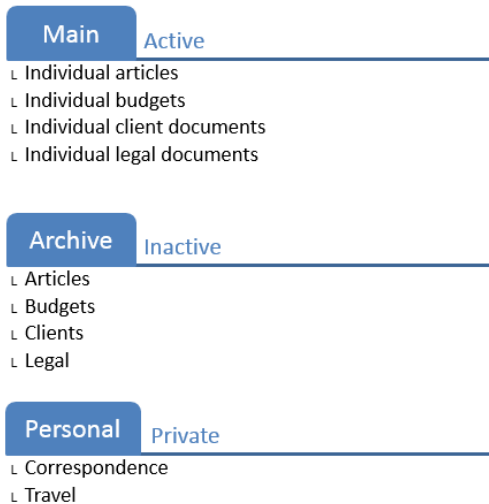 Main Active
L Individual articles
L Individual budgets
L Individual client documents
L Individual legal documents
Archive Inactive
L Articles
L Budgets
L Clients
L Legal
Personal Private
L Correspondence
L Travel